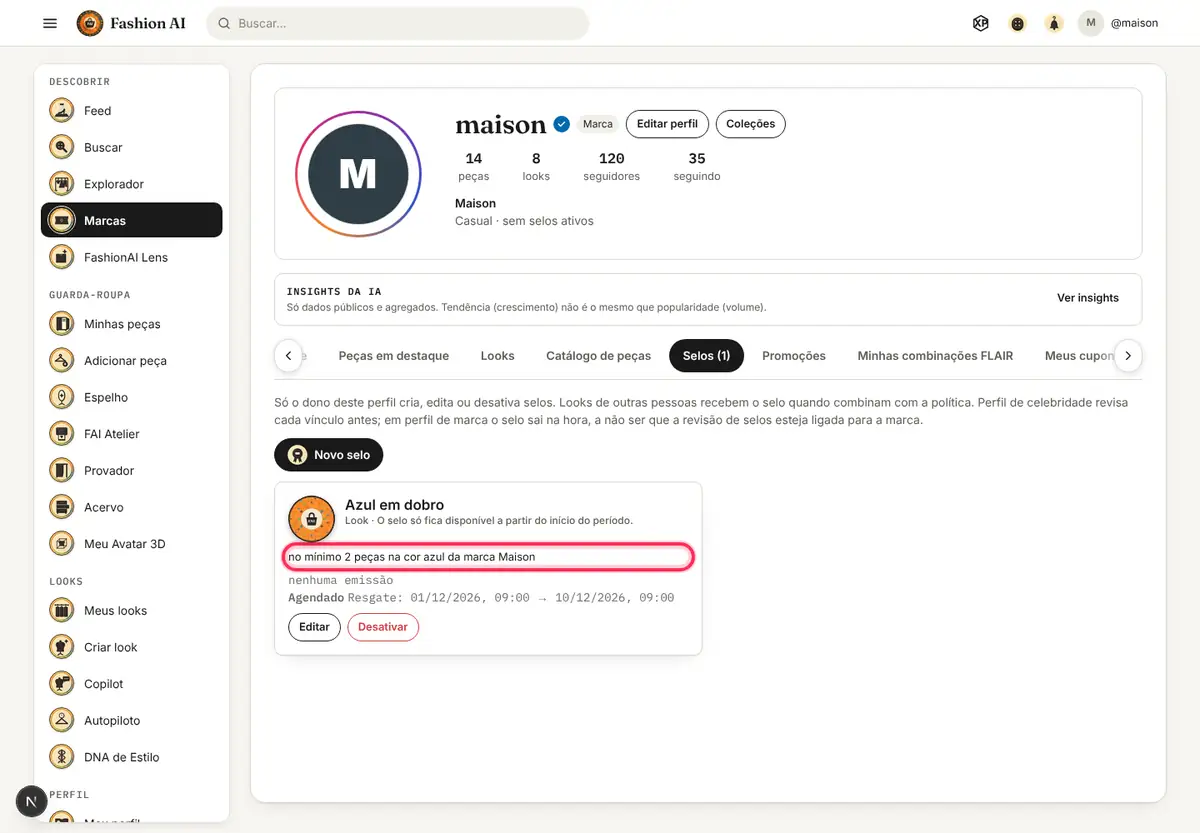 Fashion AI
Buscar...
XP
M
@maison
DESCOBRIR
Feed
Buscar
Explorador
Marcas
FashionAI Lens
GUARDA-ROUPA
Minhas peças
Adicionar peça
Espelho
FAI Atelier
Provador
Acervo
Meu Avatar 3D
LOOKS
Meus looks
Criar look
Copilot
Autopiloto
DNA de Estilo
PERFIL
N
M
maison
Marca
Editar perfil
Coleções
14 8 120 35
peças looks seguidores seguindo
Maison
Casual · sem selos ativos
INSIGHTS DA IA
Só dados públicos e agregados. Tendência (crescimento) não é o mesmo que popularidade (volume).
Ver insights
Peças em destaque
Looks
Catálogo de peças
Selos (1)
Promoções
Minhas combinações FLAIR
Meus cupon
Só o dono deste perfil cria, edita ou desativa selos. Looks de outras pessoas recebem o selo quando combinam com a política. Perfil de celebridade revisa
cada vínculo antes; em perfil de marca o selo sai na hora, a não ser que a revisão de selos esteja ligada para a marca.
Novo selo
Azul em dobro
Look · O selo só fica disponível a partir do início do período.
no mínimo 2 peças na cor azul da marca Maison
nenhuma emissão
Agendado Resgate: 01/12/2026, 09:00 → 10/12/2026, 09:00
Editar
Desativar